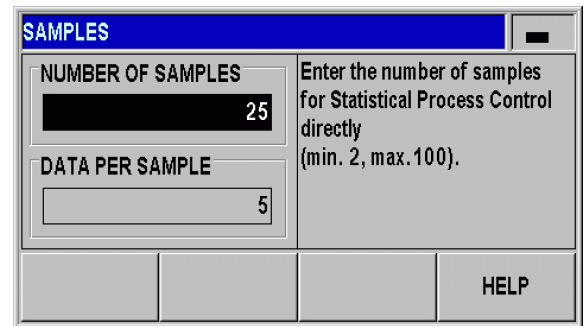 SAMPLES
NUMBER OF SAMPLES
25
DATA PER SAMPLE
5
Enter the number of samples
for Statistical Process Control
directly
(min. 2, max.100).
HELP